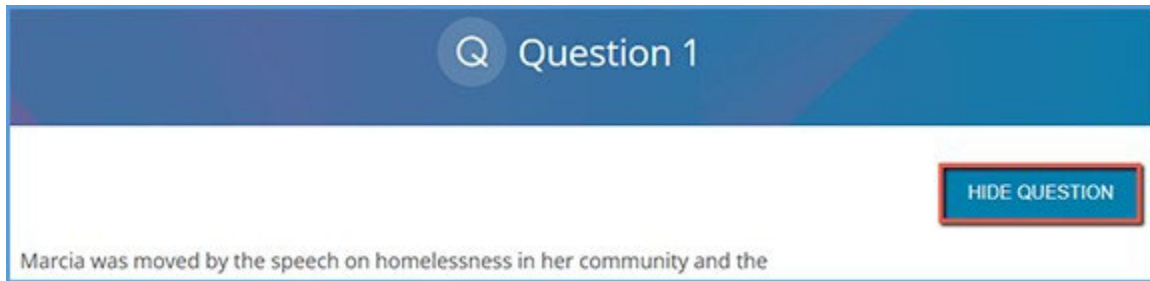 Q Question 1
HIDE QUESTION
Marcia was moved by the speech on homelessness in her community and the